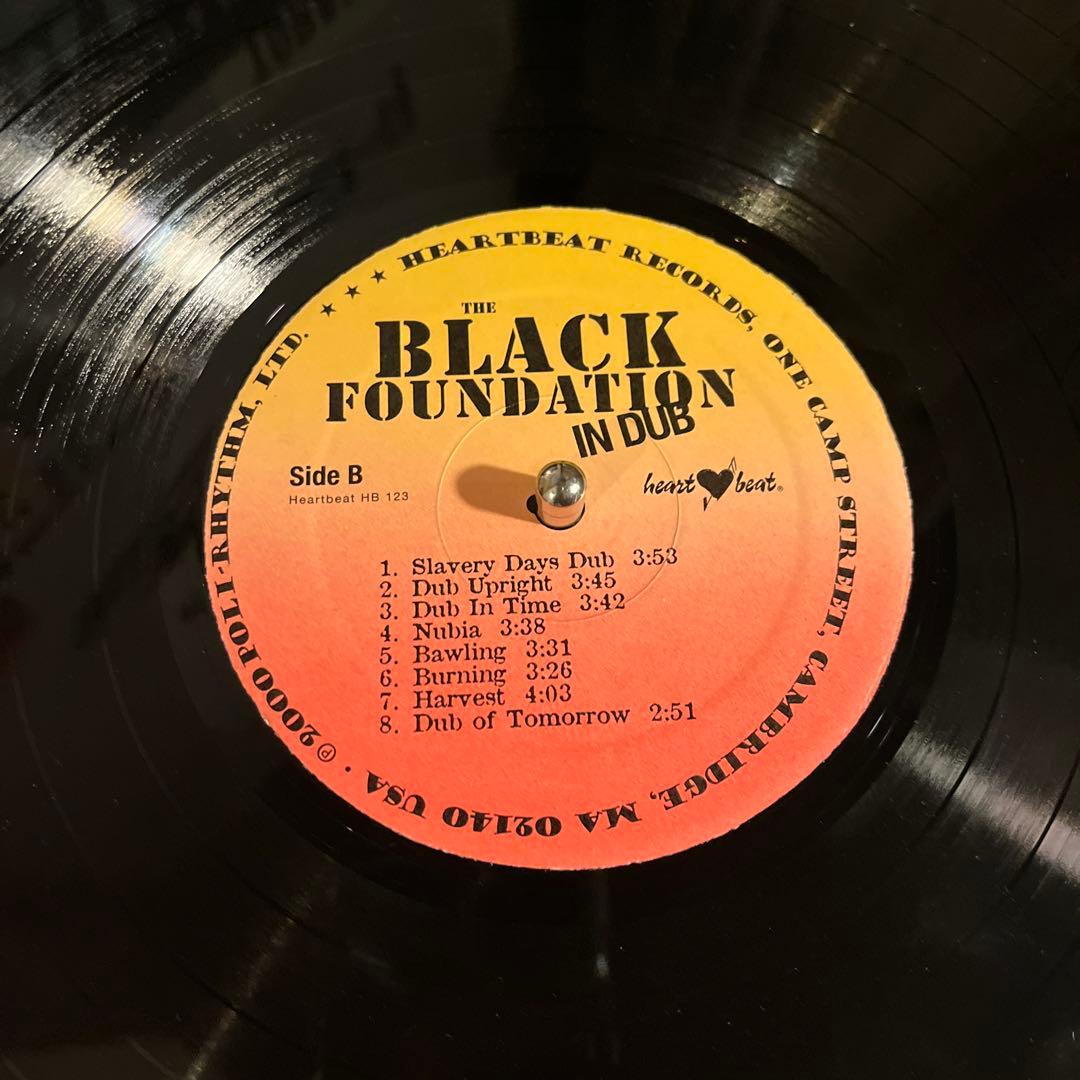 ★ ★ ★ HEARTBEAT RECORDS, ONE CAMP STREET, CAMBRIDGE, MA 02140 USA · ℗ 2000 POLI-RHYTHM, LTD.
THE
BLACK
FOUNDATION
IN DUB
Side B
Heartbeat HB 123
heart beat®
1. Slavery Days Dub 3:53
2. Dub Upright 3:45
3. Dub In Time 3:42
4. Nubia 3:38
5. Bawling 3:31
6. Burning 3:26
7. Harvest 4:03
8. Dub of Tomorrow 2:51